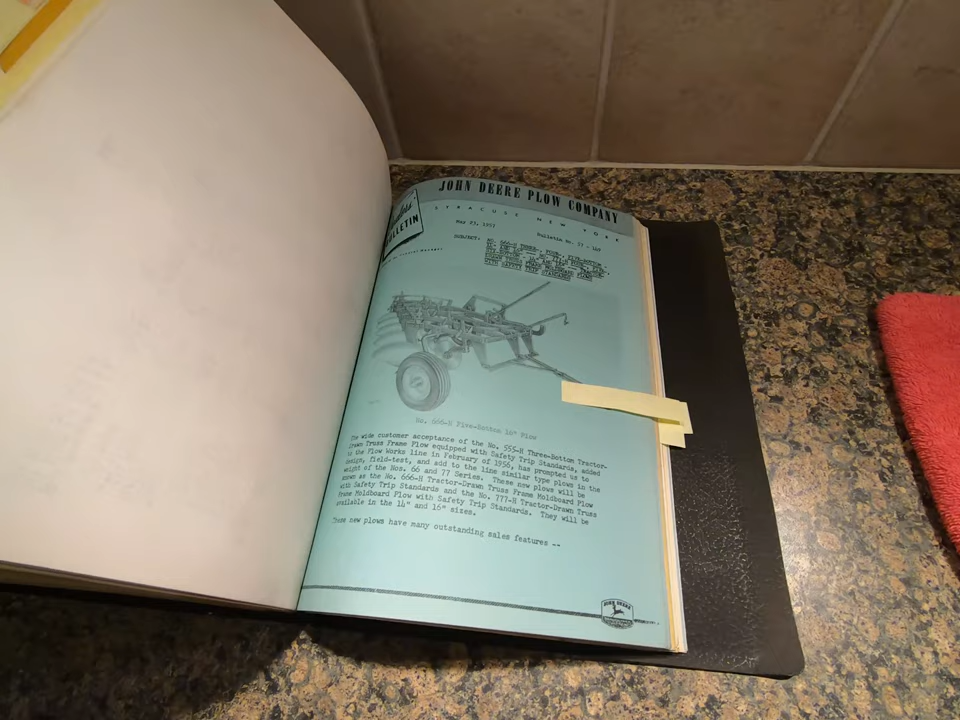 JOHN DEERE PLOW COMPANY
SYRACUSE NEW YORK
BULLETIN
May 23, 1957
SUBJECT:
No. 666-H Five-Bottom 16" Plow
The wide customer acceptance of the No. 555-H Three-Bottom Tractor-
Drawn Truss Frame Plow equipped with Safety Trip Standards, added
to the Plow Works line in February of 1956, has prompted us to
design, field-test, and add to the line similar type plows in the
weight of the Nos. 66 and 77 Series. These new plows will be
known as the No. 666-H Tractor-Drawn Truss Frame Moldboard Plow
with Safety Trip Standards and the No. 777-H Tractor-Drawn Truss
Frame Moldboard Plow with Safety Trip Standards. They will be
available in the 14" and 16" sizes.
These new plows have many outstanding sales features --
JOHN DEERE